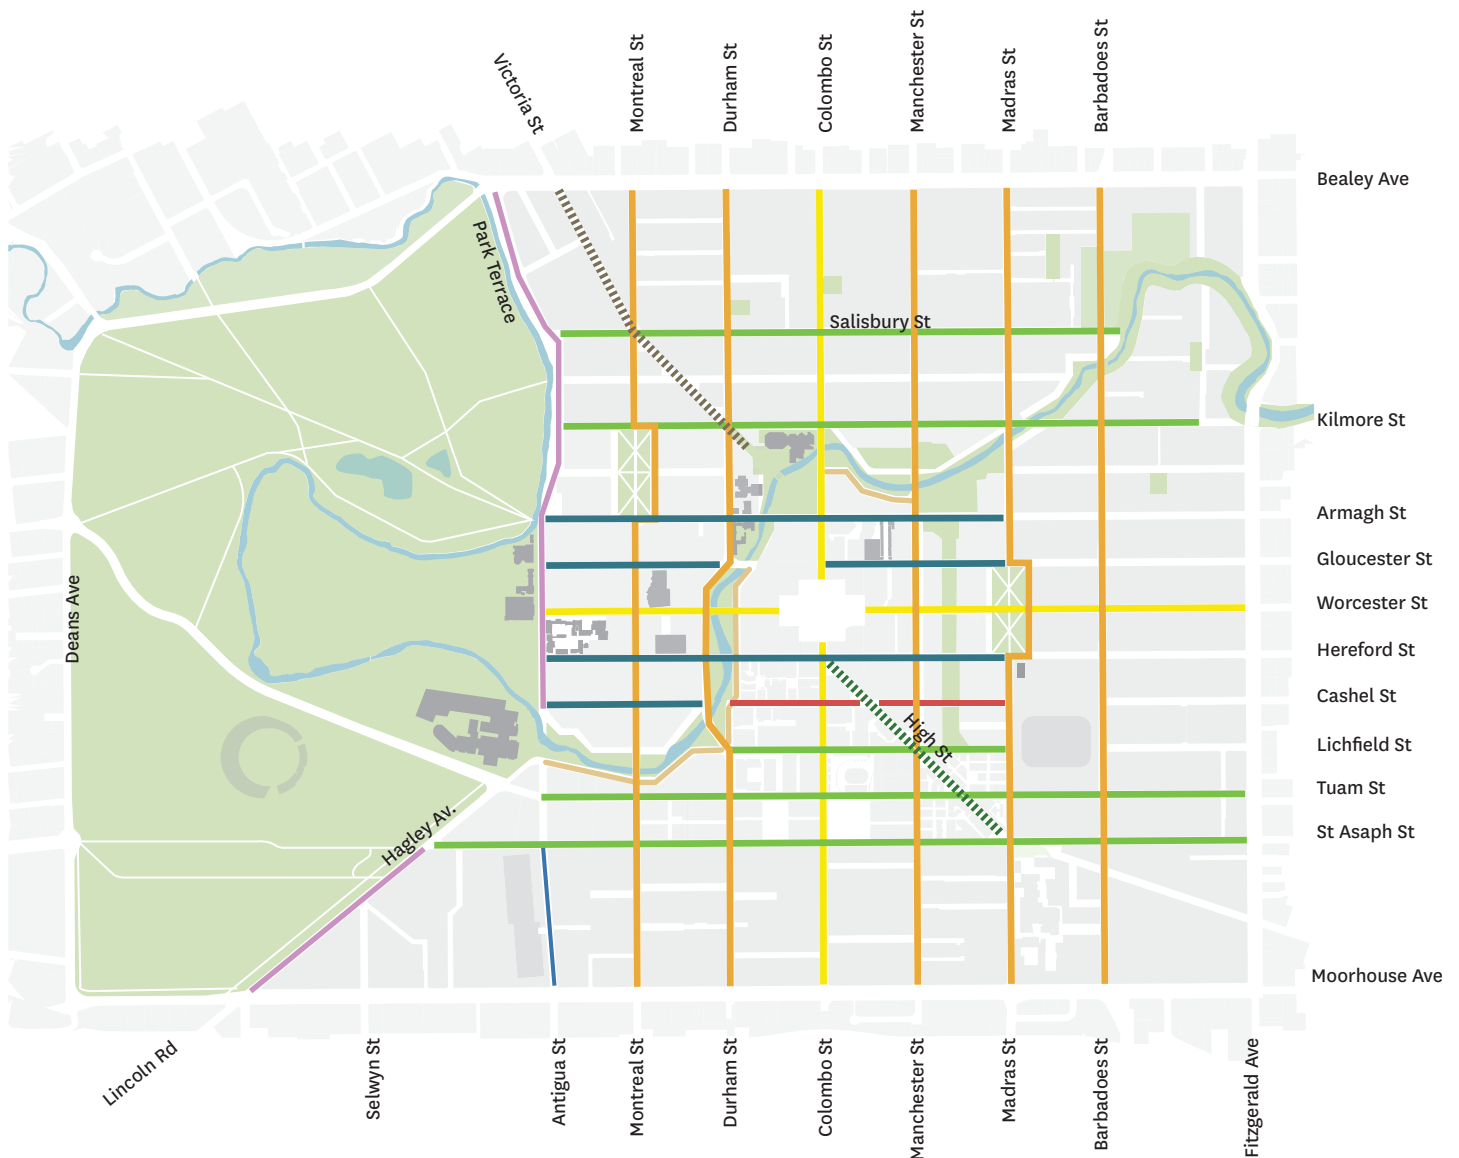 Victoria St
Montreal St
Durham St
Colombo St
Manchester St
Madras St
Barbadoes St
Bealey Ave
Park Terrace
Salisbury St
Kilmore St
Armagh St
Gloucester St
Deans Ave
Worcester St
Hereford St
Cashel St
High St
Lichfield St
Tuam St
Hagley Av.
St Asaph St
Moorhouse Ave
Lincoln Rd
Selwyn St
Antigua St
Montreal St
Durham St
Colombo St
Manchester St
Madras St
Barbadoes St
Fitzgerald Ave